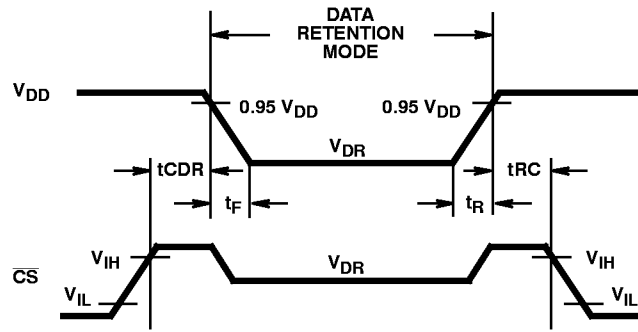 DATA
RETENTION
MODE
VDD
0.95 VDD
0.95 VDD
VDR
tCDR
tRC
tF
tR
VIH
VDR
VIH
CS
VIL
VIL